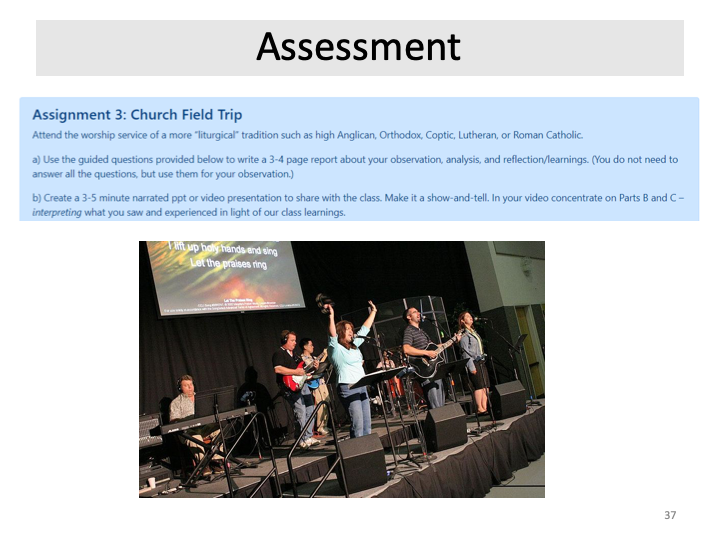 Assessment
Assignment 3: Church Field Trip
Attend the worship service of a more "liturgical" tradition such as high Anglican, Orthodox, Coptic, Lutheran, or Roman Catholic.
a) Use the guided questions provided below to write a 3-4 page report about your observation, analysis, and reflection/learnings. (You do not need to
answer all the questions, but use them for your observation.)
b) Create a 3-5 minute narrated ppt or video presentation to share with the class. Make it a show-and-tell. In your video concentrate on Parts B and C –
interpreting what you saw and experienced in light of our class learnings.
I lift up holy hands and sing
Let the praises ring
Let The Praises Ring
37